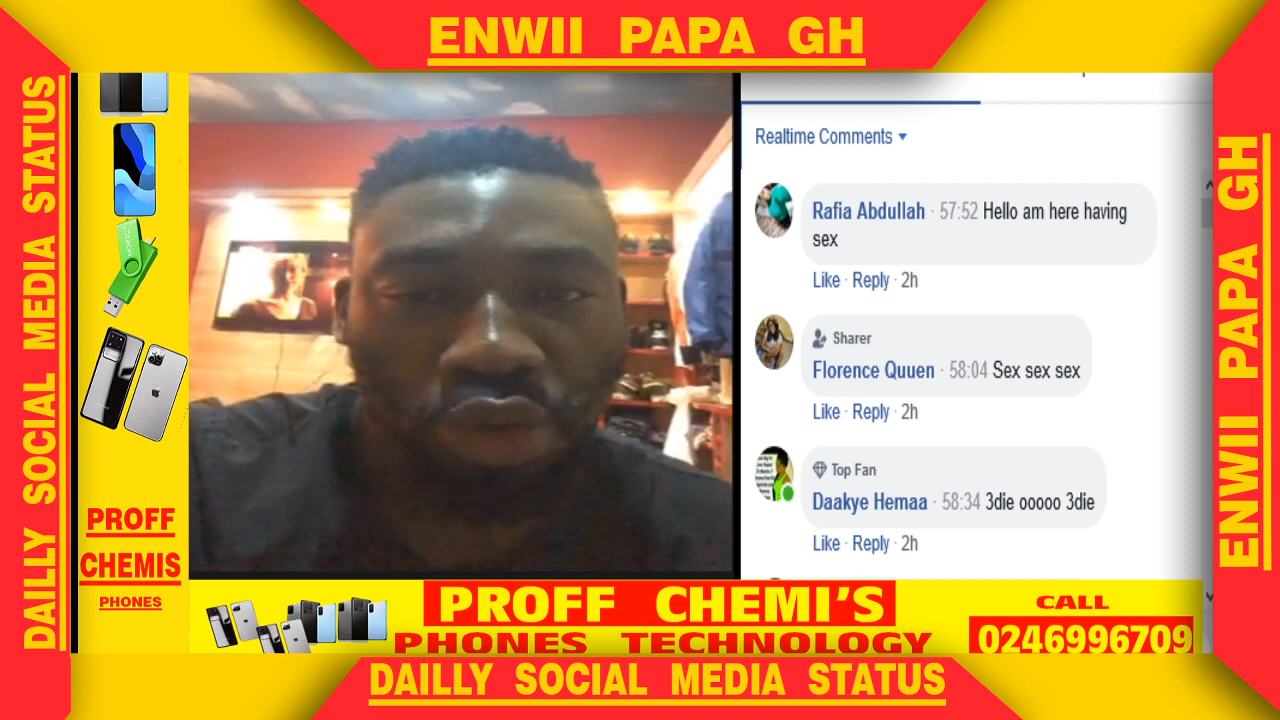 ENWII PAPA GH
DAILLY SOCIAL MEDIA STATUS
Realtime Comments
Rafia Abdullah · 57:52 Hello am here having
sex
Like · Reply · 2h
Sharer
Florence Quuen · 58:04 Sex sex sex
Like · Reply · 2h
Top Fan
Daakye Hemaa · 58:34 3die ooooo 3die
Like · Reply · 2h
ENWII PAPA GH
PROFF
CHEMIS
PHONES
PROFF CHEMI'S
PHONES TECHNOLOGY
CALL
0246996709
DAILLY SOCIAL MEDIA STATUS